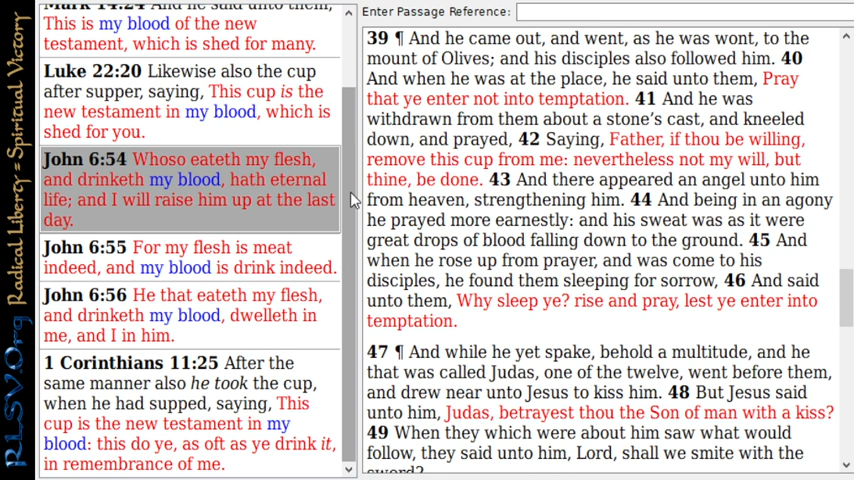 RLSV.Org Radical Liberty = Spiritual Victory
Mark 14:24 And he said unto them,
This is my blood of the new
testament, which is shed for many.
Luke 22:20 Likewise also the cup
after supper, saying, This cup is the
new testament in my blood, which is
shed for you.
John 6:54 Whoso eateth my flesh,
and drinketh my blood, hath eternal
life; and I will raise him up at the last
day.
John 6:55 For my flesh is meat
indeed, and my blood is drink indeed.
John 6:56 He that eateth my flesh,
and drinketh my blood, dwelleth in
me, and I in him.
1 Corinthians 11:25 After the
same manner also he took the cup,
when he had supped, saying, This
cup is the new testament in my
blood: this do ye, as oft as ye drink it,
in remembrance of me.
Enter Passage Reference:
39 ¶ And he came out, and went, as he was wont, to the
mount of Olives; and his disciples also followed him. 40
And when he was at the place, he said unto them, Pray
that ye enter not into temptation. 41 And he was
withdrawn from them about a stone's cast, and kneeled
down, and prayed, 42 Saying, Father, if thou be willing,
remove this cup from me: nevertheless not my will, but
thine, be done. 43 And there appeared an angel unto him
from heaven, strengthening him. 44 And being in an agony
he prayed more earnestly: and his sweat was as it were
great drops of blood falling down to the ground. 45 And
when he rose up from prayer, and was come to his
disciples, he found them sleeping for sorrow, 46 And said
unto them, Why sleep ye? rise and pray, lest ye enter into
temptation.
47 ¶ And while he yet spake, behold a multitude, and he
that was called Judas, one of the twelve, went before them,
and drew near unto Jesus to kiss him. 48 But Jesus said
unto him, Judas, betrayest thou the Son of man with a kiss?
49 When they which were about him saw what would
follow, they said unto him, Lord, shall we smite with the
sword?